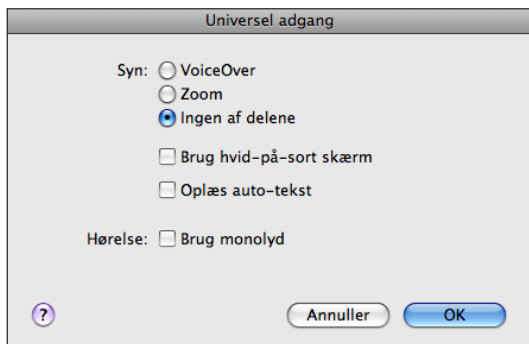 Universel adgang
Syn: VoiceOver
Zoom
Ingen af delene
Brug hvid-på-sort skærm
Oplæs auto-tekst
Hørelse: Brug monolyd
? Annuller OK